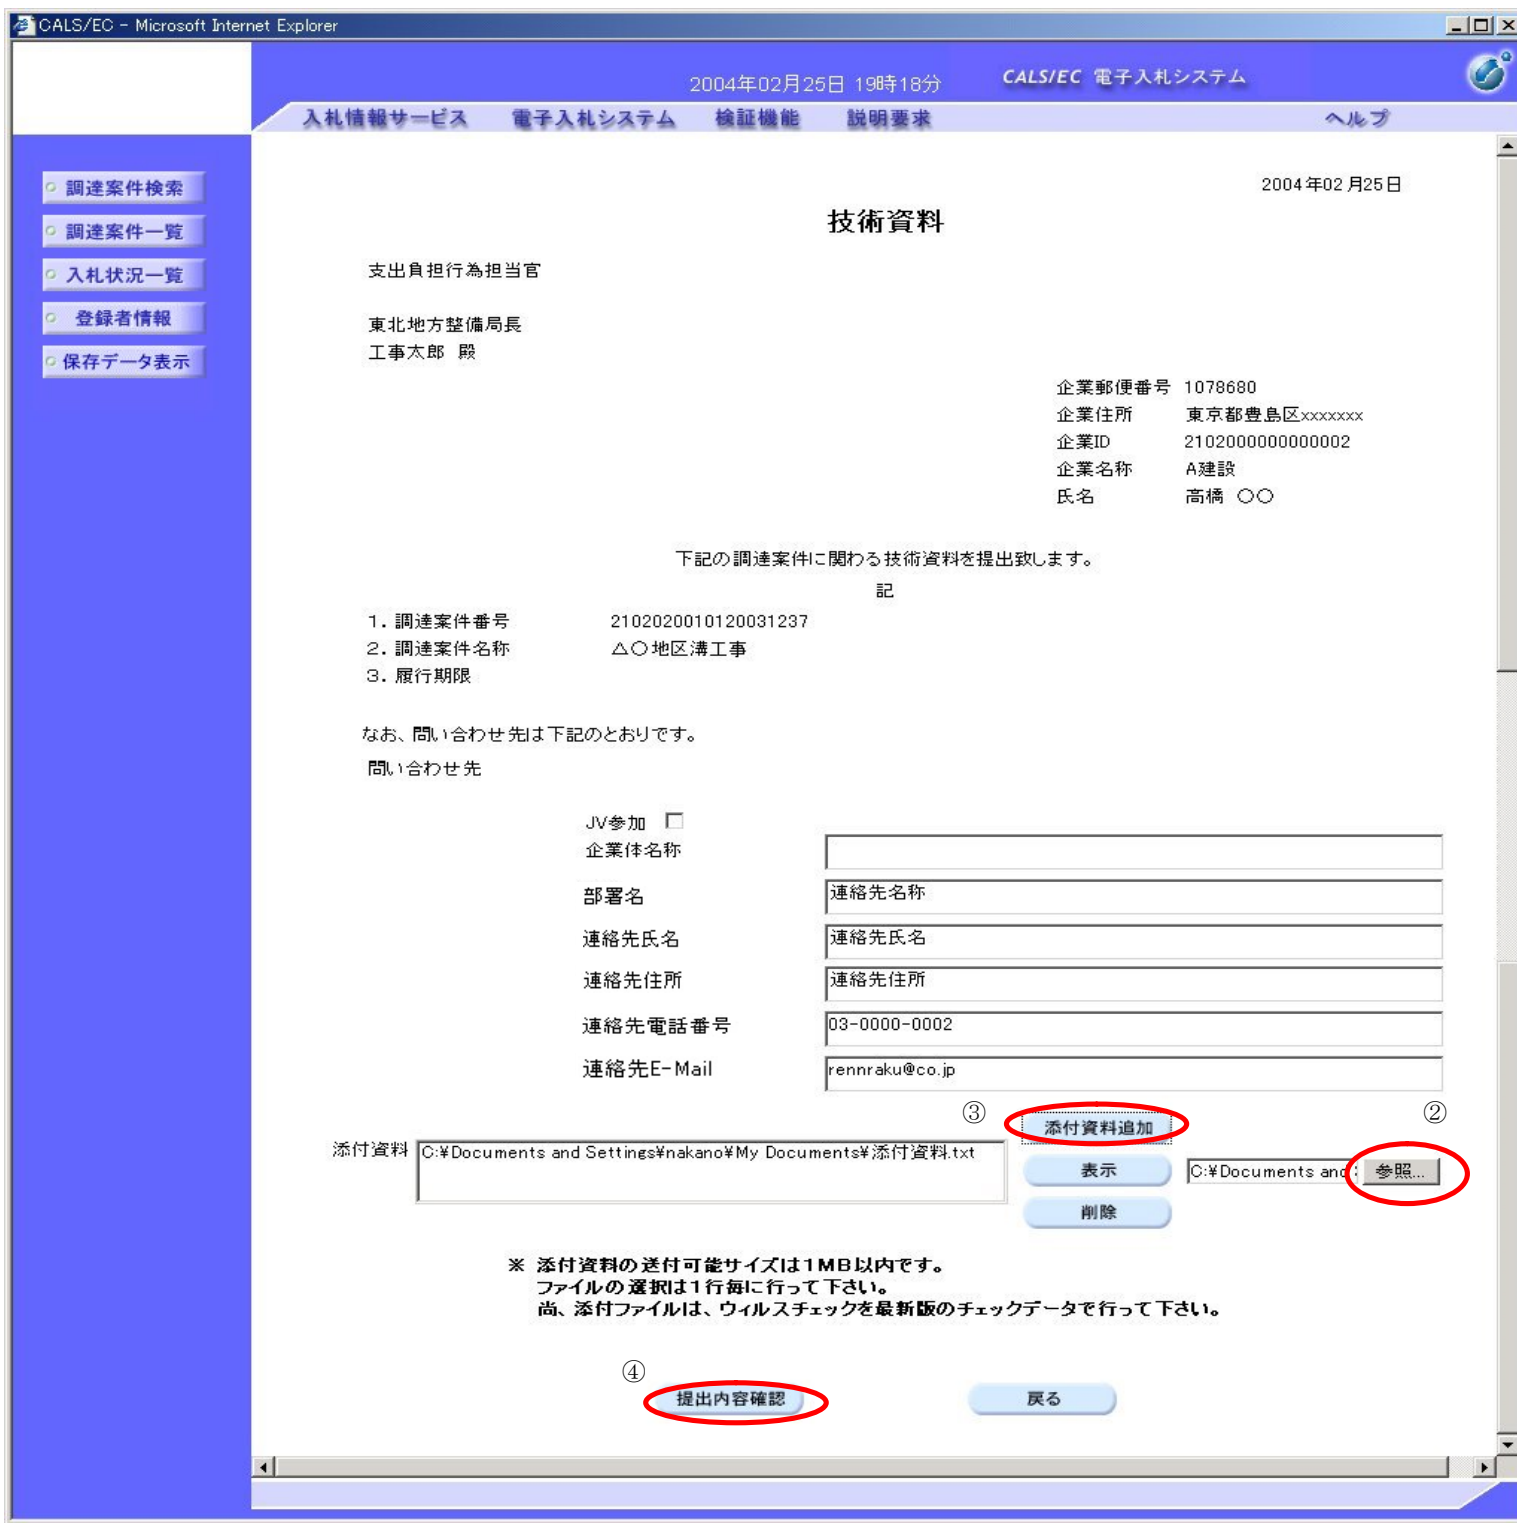 CALS/EC - Microsoft Internet Explorer
2004年02月25日 19時18分
CALS/EC 電子入札システム
入札情報サービス 電子入札システム 検証機能 説明要求 ヘルプ
調達案件検索
調達案件一覧
入札状況一覧
登録者情報
保存データ表示
2004年02月25日
技術資料
支出負担行為担当官
東北地方整備局長
工事太郎 殿
企業郵便番号 1078680
企業住所 東京都豊島区xxxxxxx
企業ID 2102000000000002
企業名称 A建設
氏名 高橋 〇〇
下記の調達案件に関わる技術資料を提出致します。
記
1. 調達案件番号 2102020010120031237
2. 調達案件名称 △〇地区溝工事
3. 履行期限
なお、問い合わせ先は下記のとおりです。
問い合わせ先
JV参加
企業体名称
部署名 連絡先名称
連絡先氏名 連絡先氏名
連絡先住所 連絡先住所
連絡先電話番号 03-0000-0002
連絡先E-Mail rennraku@co.jp
③ 添付資料追加 ②
添付資料 C:¥Documents and Settings¥nakano¥My Documents¥添付資料.txt
表示 C:¥Documents and 参照...
削除
※ 添付資料の送付可能サイズは1MB以内です。
ファイルの選択は1行毎に行って下さい。
尚、添付ファイルは、ウィルスチェックを最新版のチェックデータで行って下さい。
④
提出内容確認 戻る